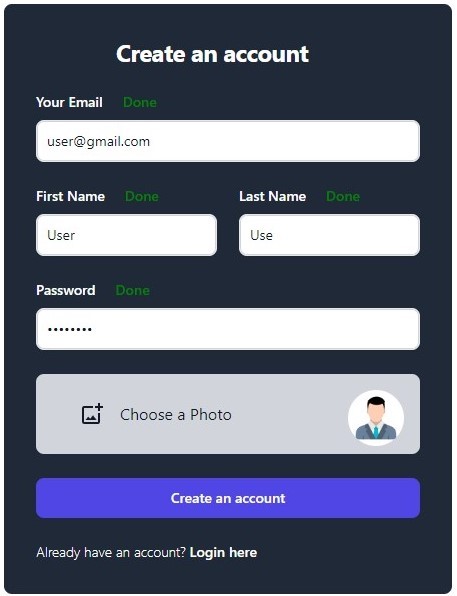 Create an account
Your Email Done
user@gmail.com
First Name Done Last Name Done
User Use
Password Done
••••••••
Choose a Photo
Create an account
Already have an account? Login here